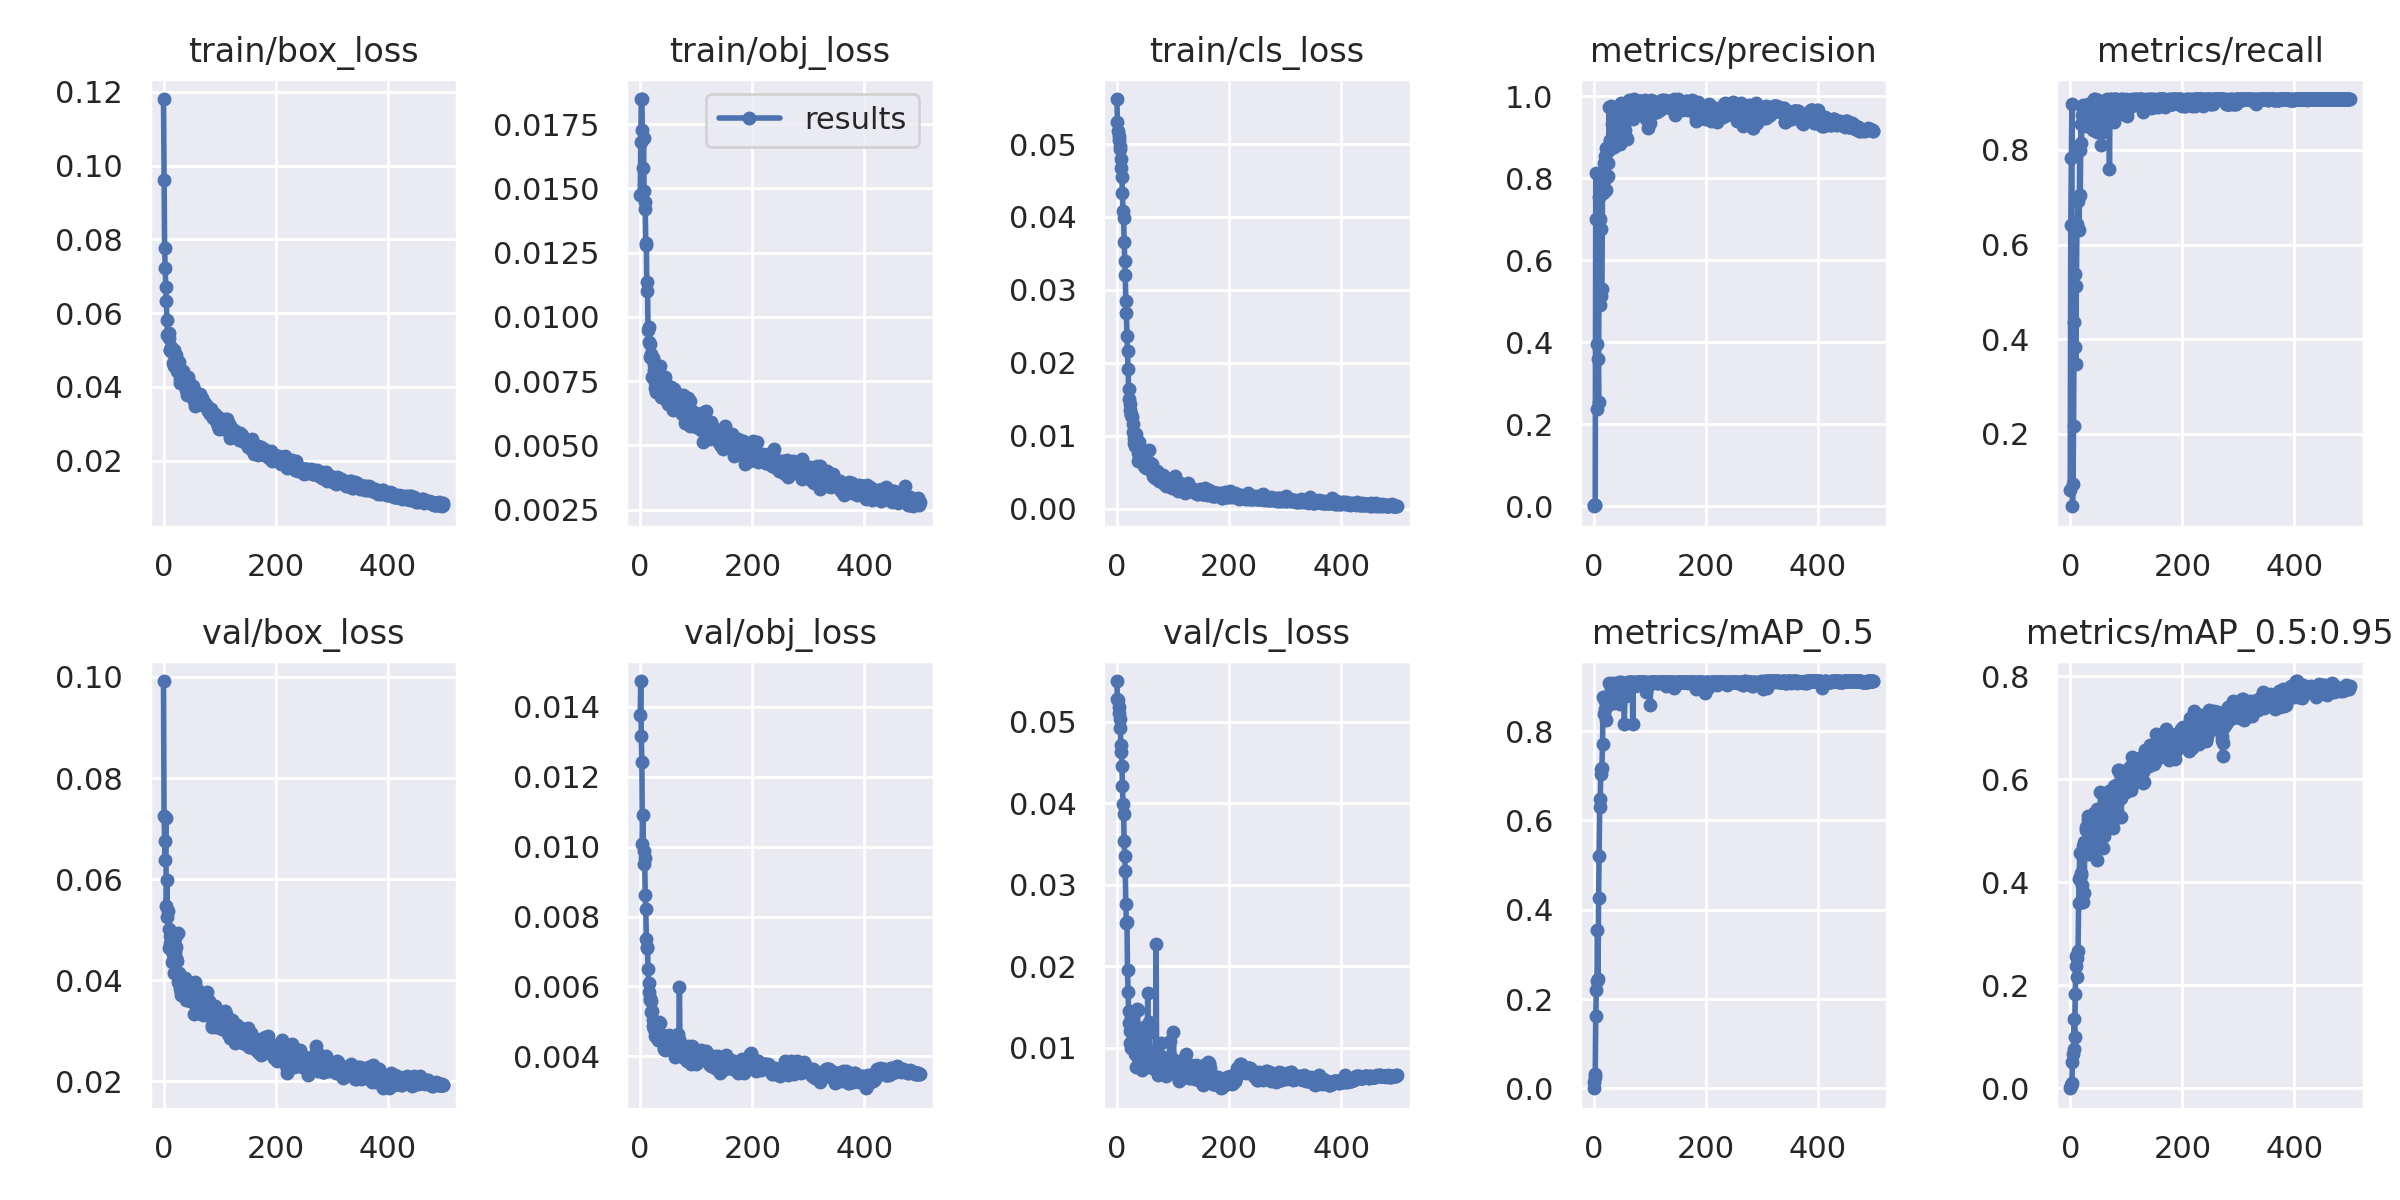 train/box_loss
0.12
0.10
0.08
0.06
0.04
0.02
0 200 400
train/obj_loss
results
0.0175
0.0150
0.0125
0.0100
0.0075
0.0050
0.0025
0 200 400
train/cls_loss
0.05
0.04
0.03
0.02
0.01
0.00
0 200 400
metrics/precision
1.0
0.8
0.6
0.4
0.2
0.0
0 200 400
metrics/recall
0.8
0.6
0.4
0.2
0 200 400
val/box_loss
0.10
0.08
0.06
0.04
0.02
0 200 400
val/obj_loss
0.014
0.012
0.010
0.008
0.006
0.004
0 200 400
val/cls_loss
0.05
0.04
0.03
0.02
0.01
0 200 400
metrics/mAP_0.5
0.8
0.6
0.4
0.2
0.0
0 200 400
metrics/mAP_0.5:0.95
0.8
0.6
0.4
0.2
0.0
0 200 400